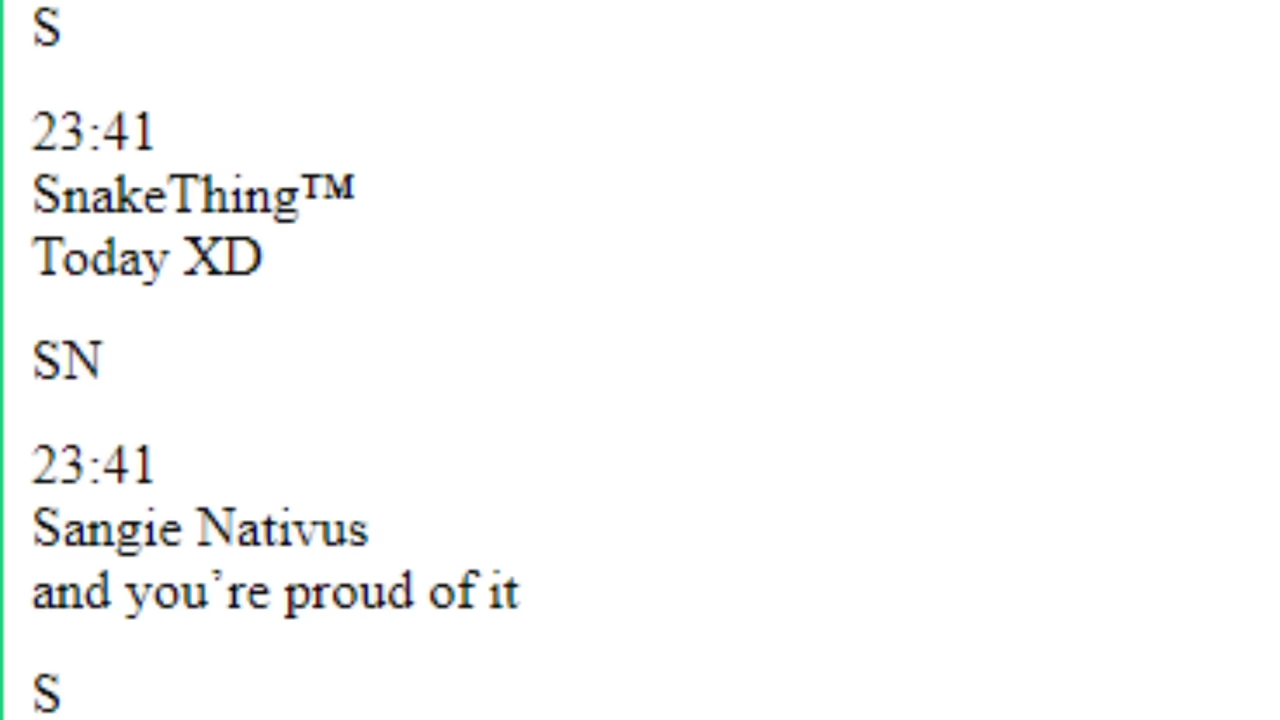 S
23:41
SnakeThing™
Today XD
SN
23:41
Sangie Nativus
and you’re proud of it
S